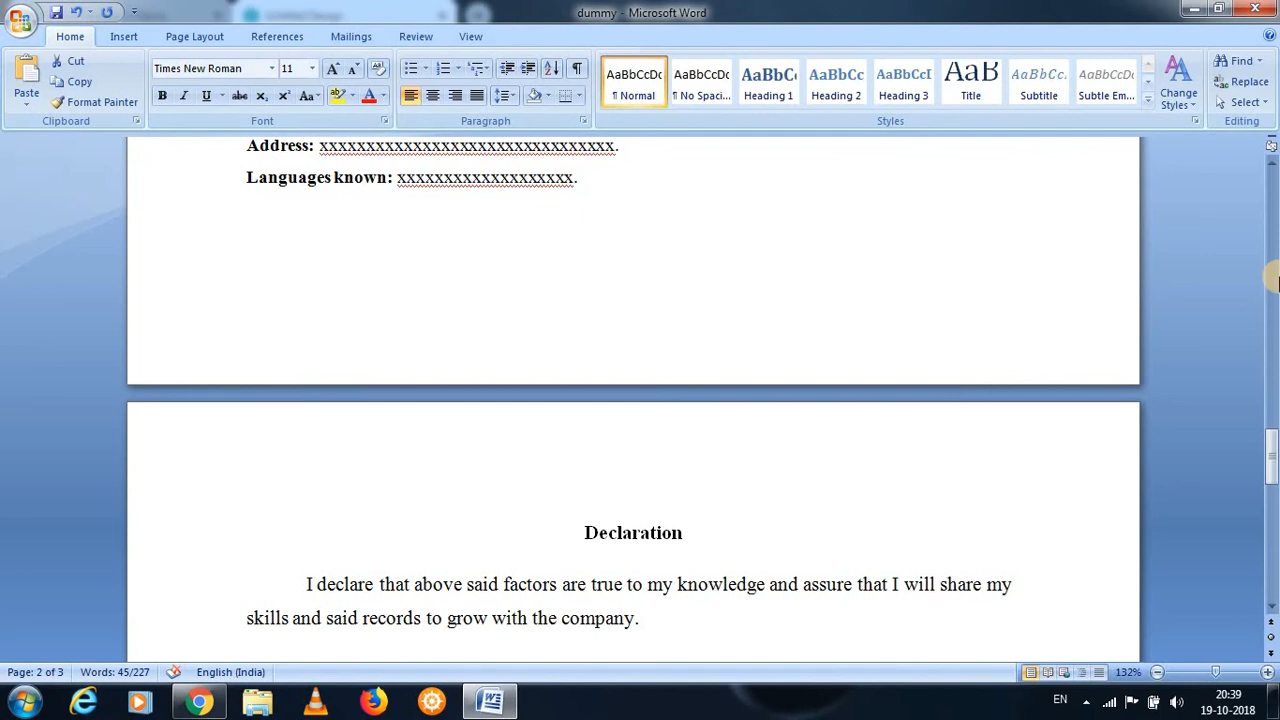 dummy - Microsoft Word
Home Insert Page Layout References Mailings Review View
Paste
Cut
Copy
Format Painter
Clipboard
Times New Roman 11
Font
Paragraph
AaBbCcDc AaBbCcDc AaBbCc AaBbCc AaBbCcI AaB AaBbCc. AaBbCcDc
¶ Normal ¶ No Spaci... Heading 1 Heading 2 Heading 3 Title Subtitle Subtle Em...
Styles
Change Styles
Find
Replace
Select
Editing
Address: xxxxxxxxxxxxxxxxxxxxxxxxxxxxxxxx.
Languages known: xxxxxxxxxxxxxxxxxxx.
Declaration
I declare that above said factors are true to my knowledge and assure that I will share my
skills and said records to grow with the company.
Page: 2 of 3 Words: 45/227 English (India) 132%
EN 20:39
19-10-2018